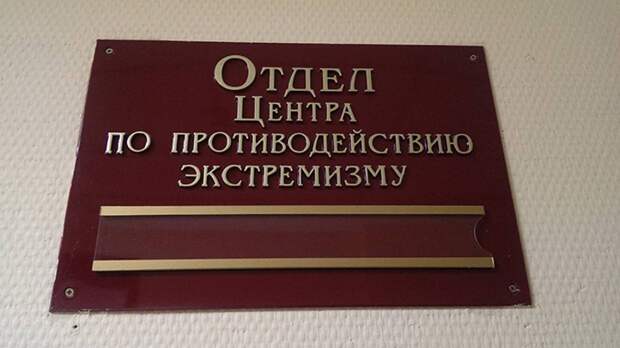 Отдел
Центра
по противодействию
экстремизму